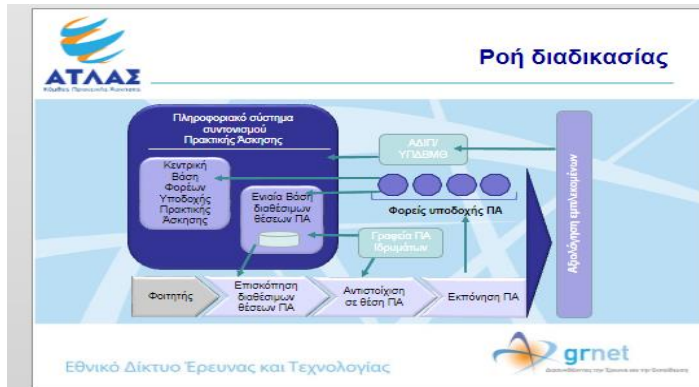 ΑΤΛΑΣ
Ροή διαδικασίας
Πληροφοριακό σύστημα
συντονισμού
Πρακτικής Άσκησης
Κεντρική
Βάση
Φορέων
Υποδοχής
Πρακτικής
Άσκησης
Ενιαία Βάση
διαθέσιμων
θέσεων ΠΑ
ΑΔΙΠ/
ΥΠΔΒΜΘ
Φορείς υποδοχής ΠΑ
Γραφεία ΠΑ
Ιδρυμάτων
Αξιολόγηση εμπλεκομένων
Φοιτητής
Επισκόπηση
διαθέσιμων
θέσεων ΠΑ
Αντιστοίχιση
σε θέση ΠΑ
Εκπόνηση ΠΑ
Εθνικό Δίκτυο Έρευνας και Τεχνολογίας
grnet